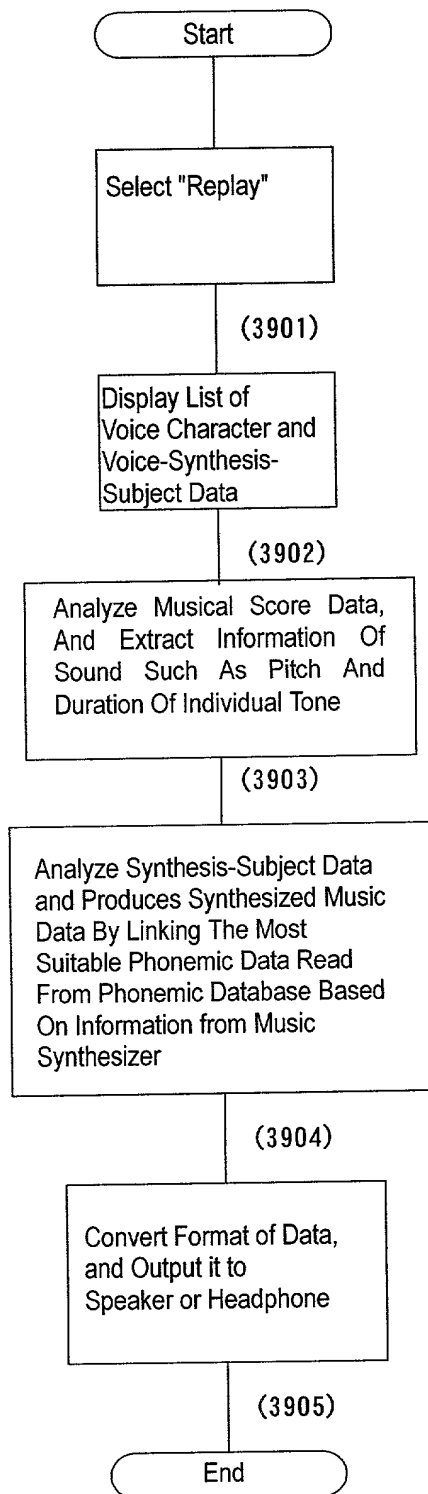 Start
Select "Replay"
(3901)
Display List of
Voice Character and
Voice-Synthesis-
Subject Data
(3902)
Analyze Musical Score Data,
And Extract Information Of
Sound Such As Pitch And
Duration Of Individual Tone
(3903)
Analyze Synthesis-Subject Data
and Produces Synthesized Music
Data By Linking The Most
Suitable Phonemic Data Read
From Phonemic Database Based
On Information from Music
Synthesizer
(3904)
Convert Format of Data,
and Output it to
Speaker or Headphone
(3905)
End